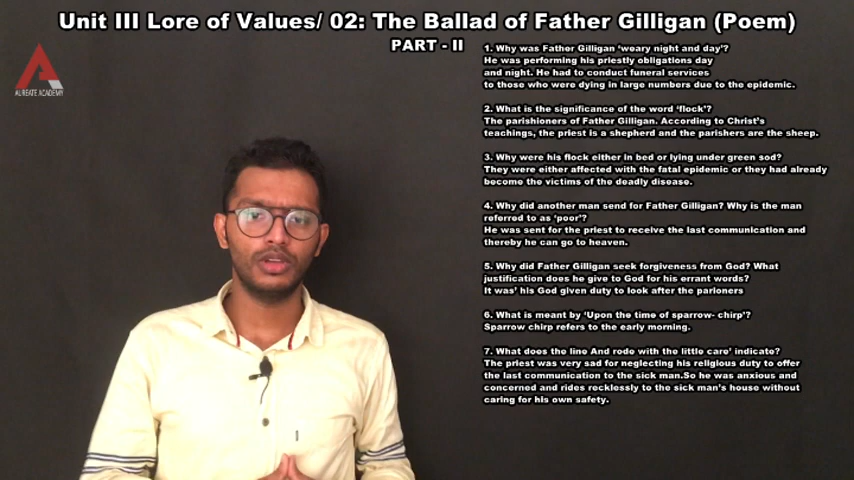 Unit III Lore of Values/ 02: The Ballad of Father Gilligan (Poem)
PART - II
AUREATE ACADEMY
1. Why was Father Gilligan ‘weary night and day’?
He was performing his priestly obligations day
and night. He had to conduct funeral services
to those who were dying in large numbers due to the epidemic.
2. What is the significance of the word ‘flock’?
The parishioners of Father Gilligan. According to Christ’s
teachings, the priest is a shepherd and the parishers are the sheep.
3. Why were his flock either in bed or lying under green sod?
They were either affected with the fatal epidemic or they had already
become the victims of the deadly disease.
4. Why did another man send for Father Gilligan? Why is the man
referred to as ‘poor’?
He was sent for the priest to receive the last communication and
thereby he can go to heaven.
5. Why did Father Gilligan seek forgiveness from God? What
justification does he give to God for his errant words?
It was’ his God given duty to look after the parioners
6. What is meant by ‘Upon the time of sparrow- chirp’?
Sparrow chirp refers to the early morning.
7. What does the line And rode with the little care’ indicate?
The priest was very sad for neglecting his religious duty to offer
the last communication to the sick man.So he was anxious and
concerned and rides recklossly to the sick man’s house without
caring for his own safety.